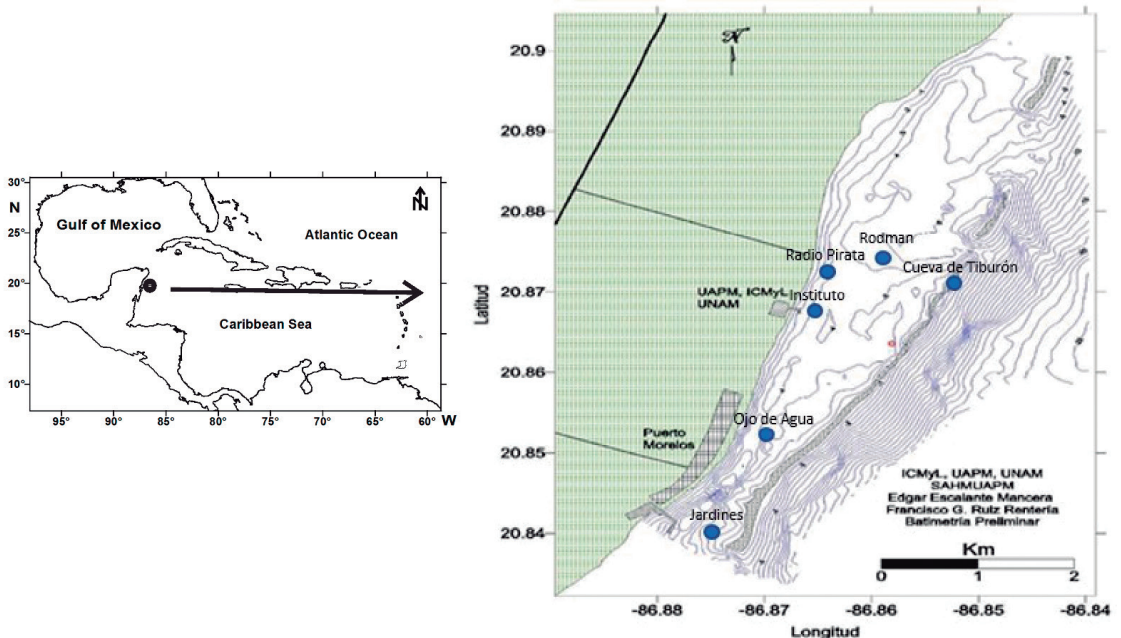 30°
N
25°
20°
15°
10°
95°
90°
85°
80°
75°
70°
65°
60°
W
N
Gulf of Mexico
Atlantic Ocean
Caribbean Sea
20.9
20.89
20.88
20.87
20.86
20.85
20.84
Latitud
N
Rodman
Radio Pirata
Cueva de Tiburón
UAPM, ICMyL
UNAM
Instituto
Ojo de Agua
Puerto
Morelos
Jardines
ICMyL, UAPM, UNAM
SAHMUAPM
Edgar Escalante Mancera
Francisco G. Ruiz Rentería
Batimetría Preliminar
Km
0
1
2
-86.88
-86.87
-86.86
-86.85
-86.84
Longitud